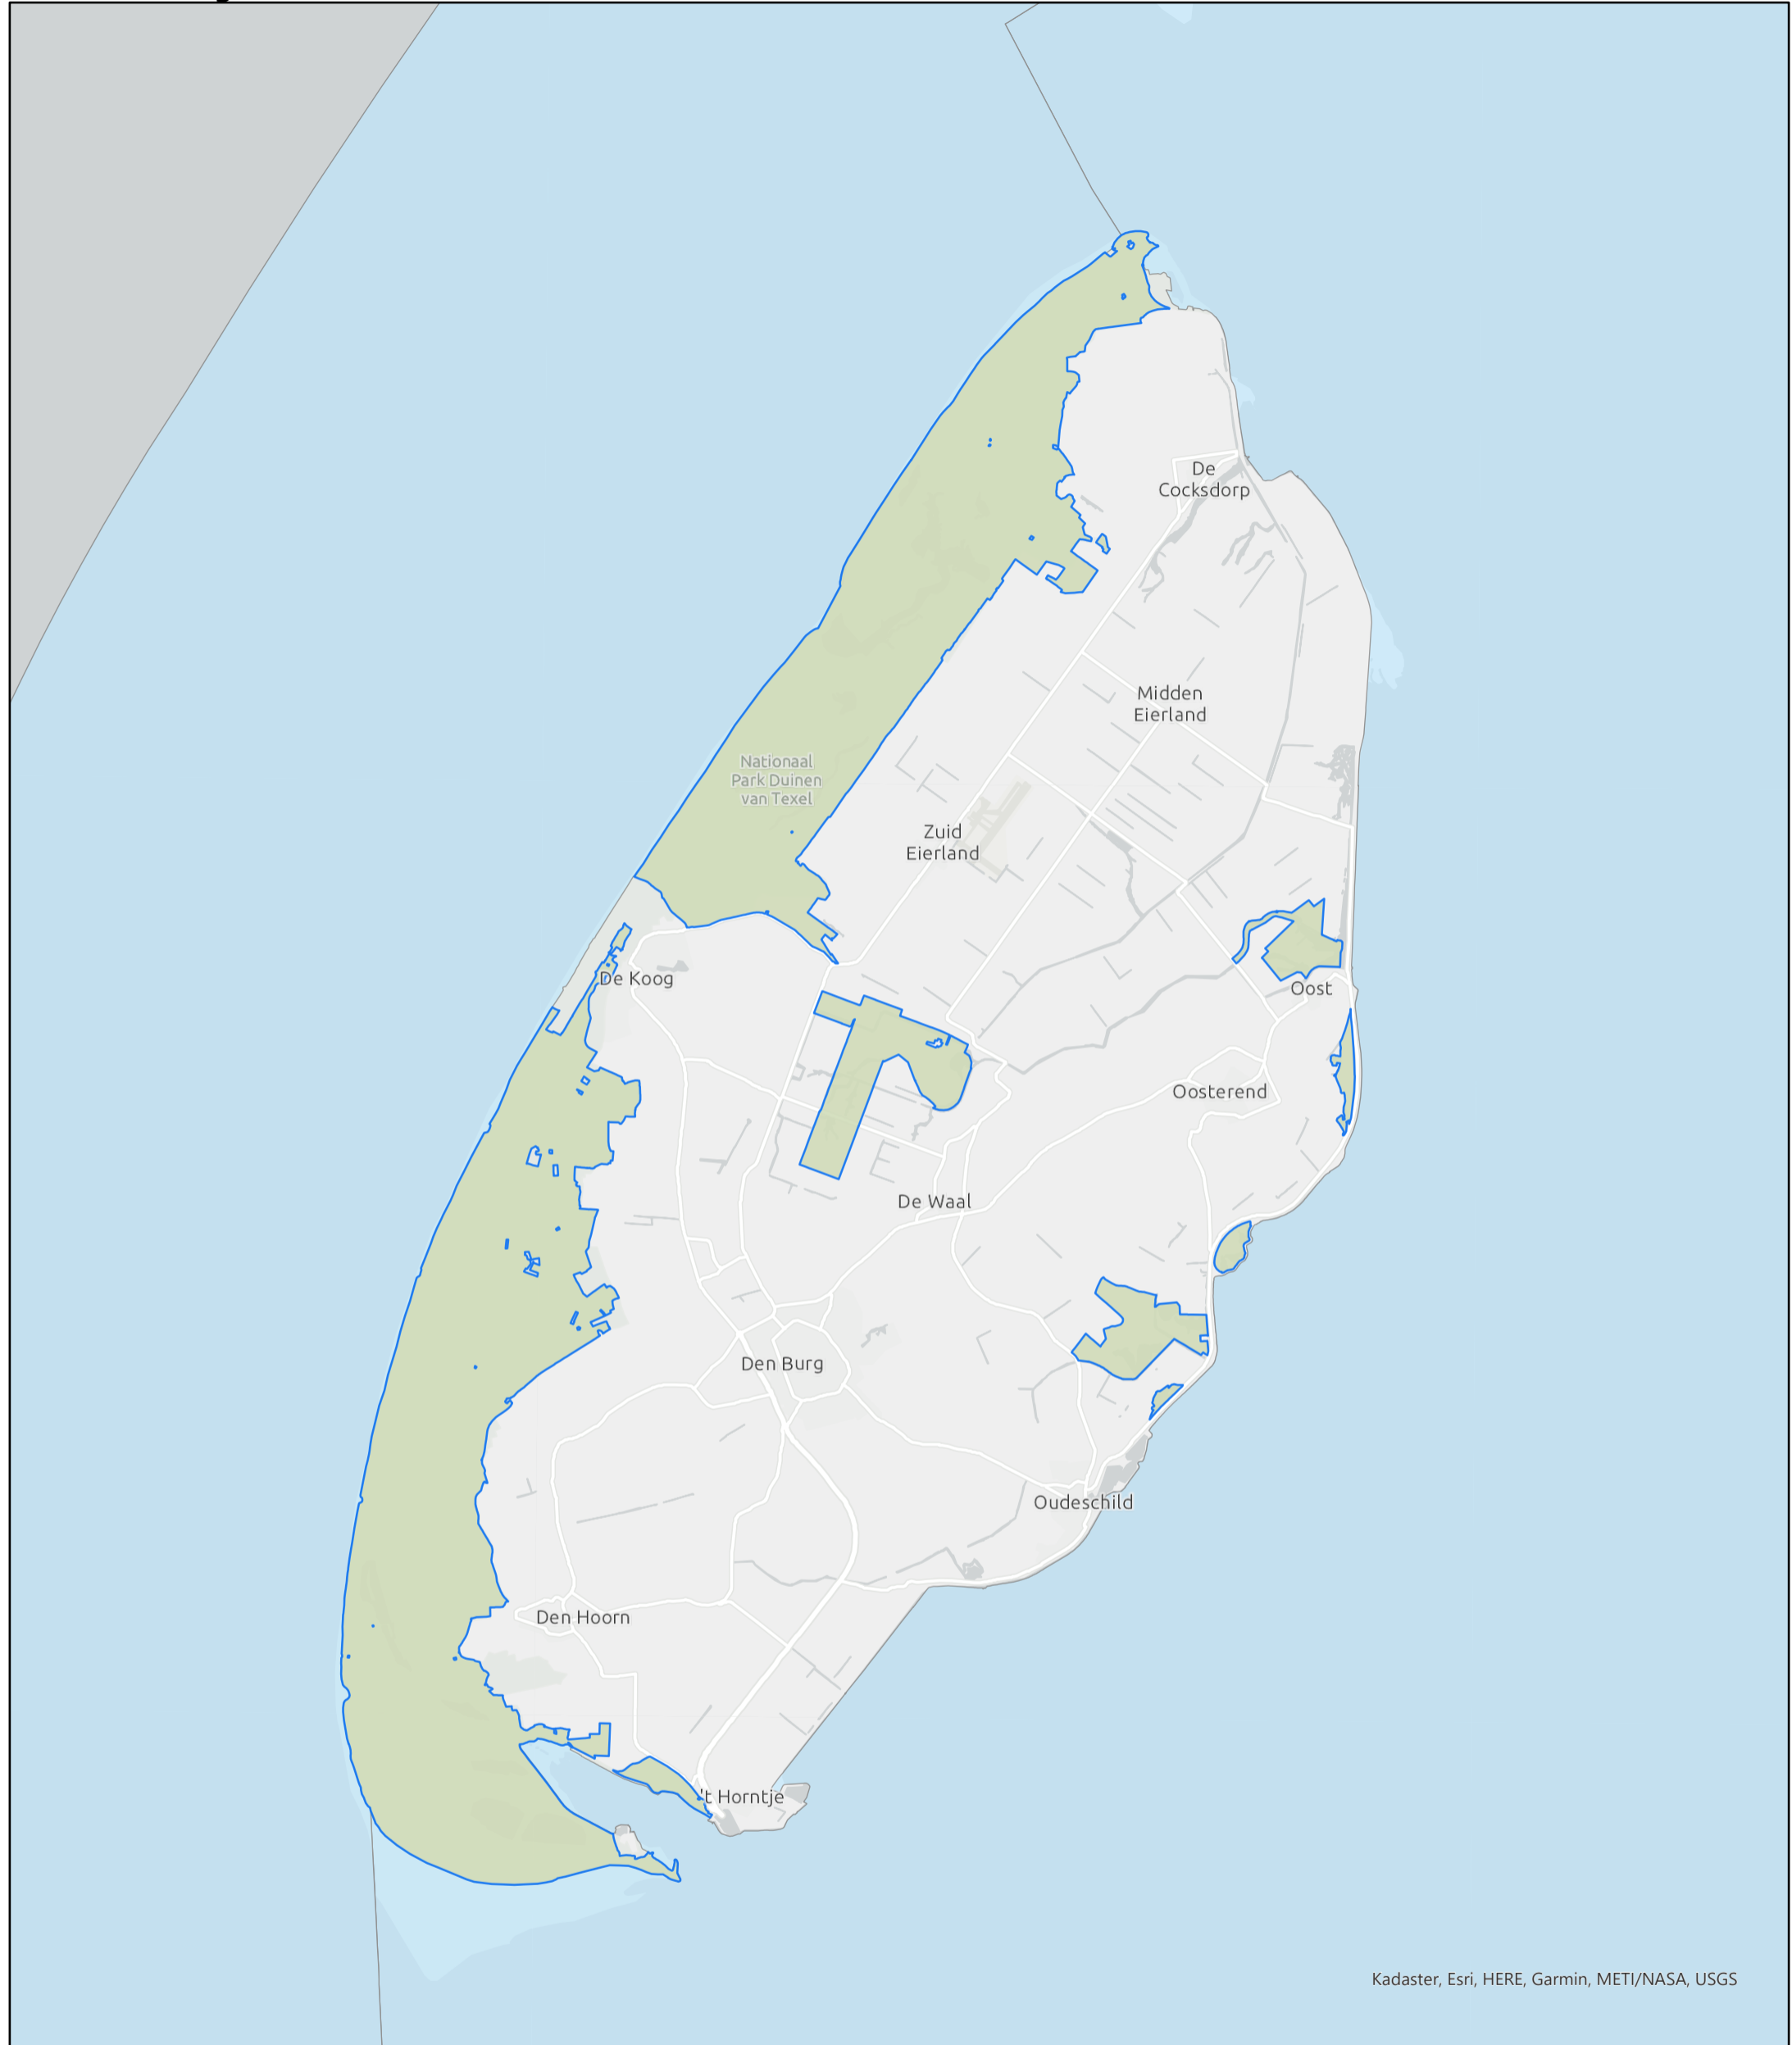 De
Cocksdorp
Midden
Eierland
Nationaal
Park Duinen
van Texel
Zuid
Eierland
De Koog
Oost
Oosterend
De Waal
Den Burg
Oudeschild
Den Hoorn
't Horntje
Kadaster, Esri, HERE, Garmin, METI/NASA, USGS